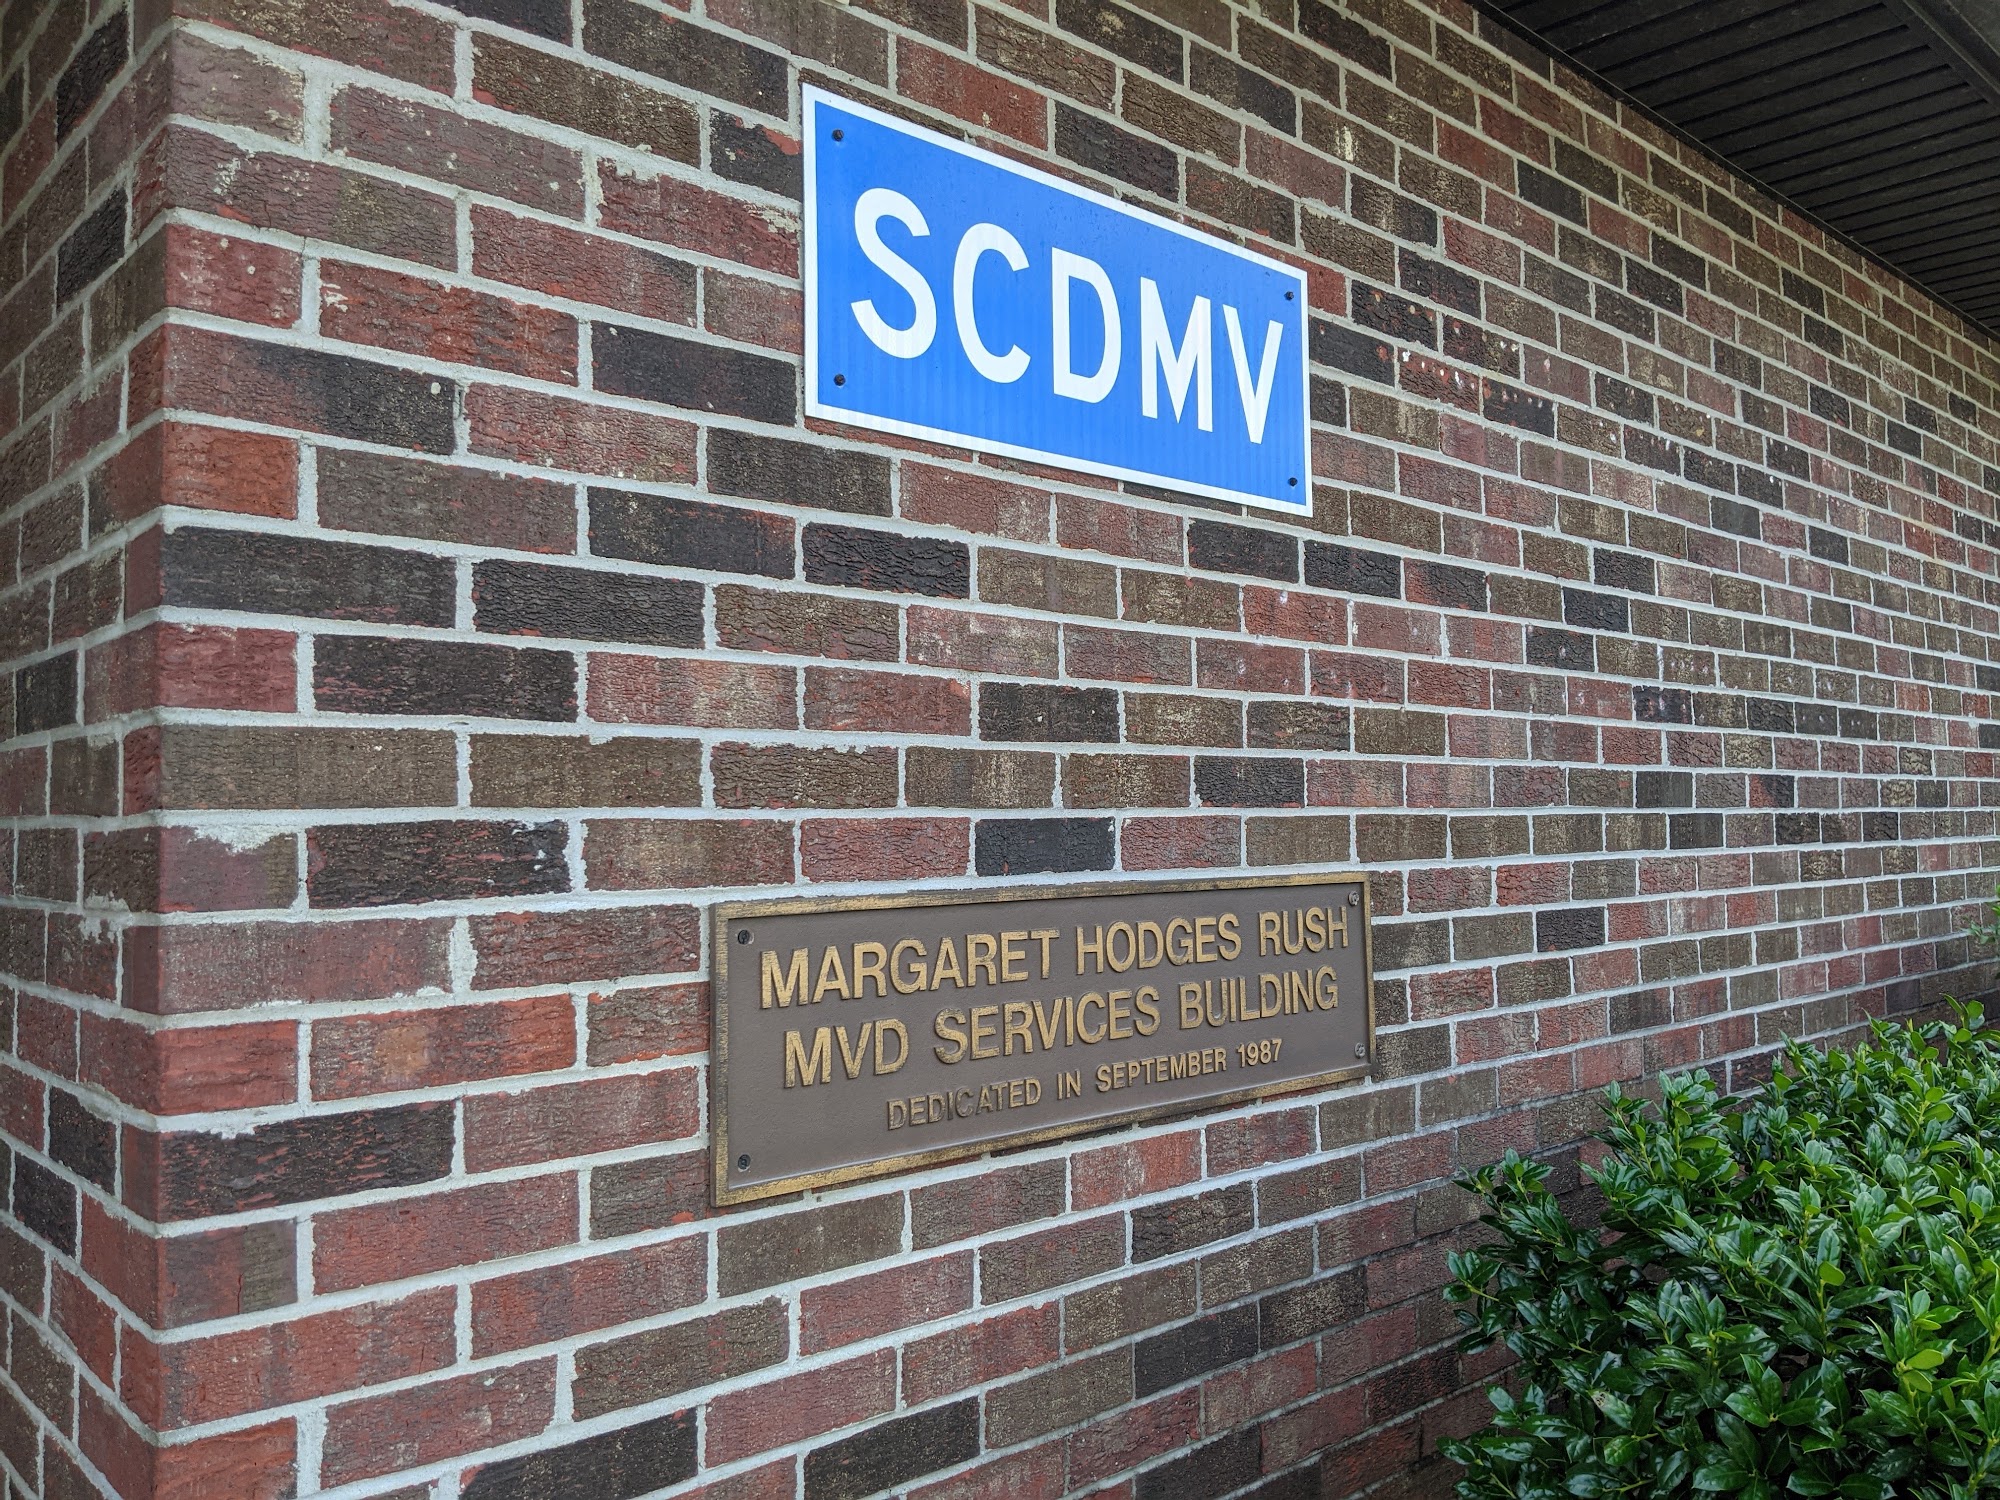 SCDMV
MARGARET HODGES RUSH
MVD SERVICES BUILDING
DEDICATED IN SEPTEMBER 1987